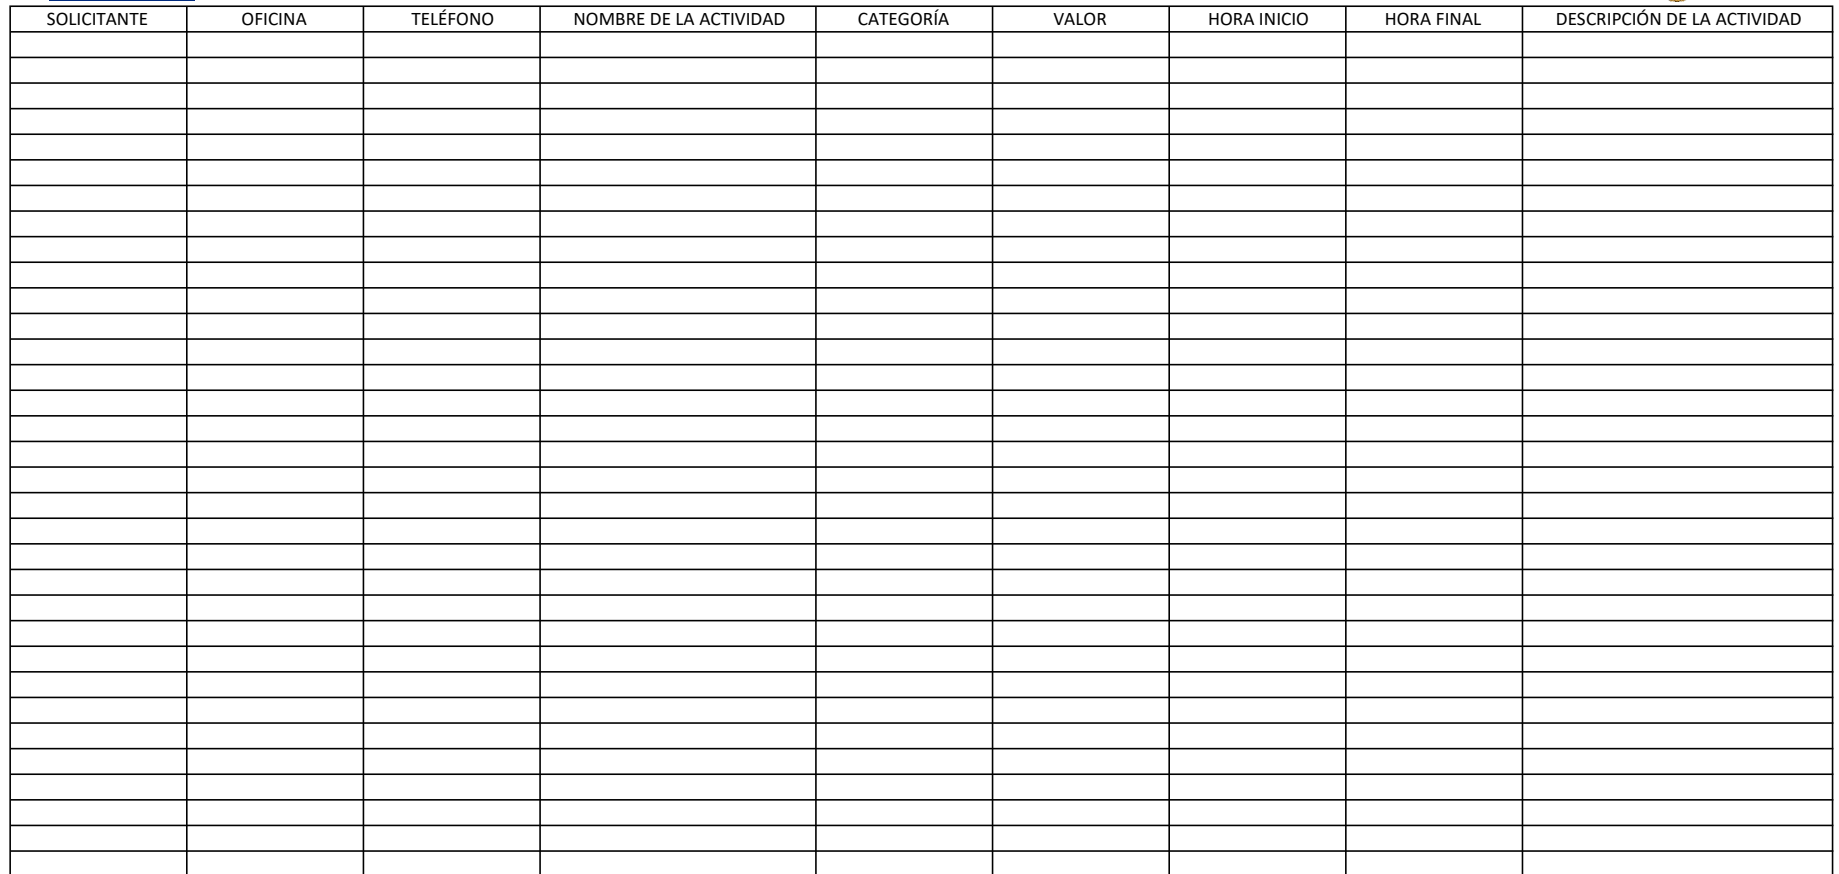 SOLICITANTE OFICINA TELÉFONO NOMBRE DE LA ACTIVIDAD CATEGORÍA VALOR HORA INICIO HORA FINAL DESCRIPCIÓN DE LA ACTIVIDAD